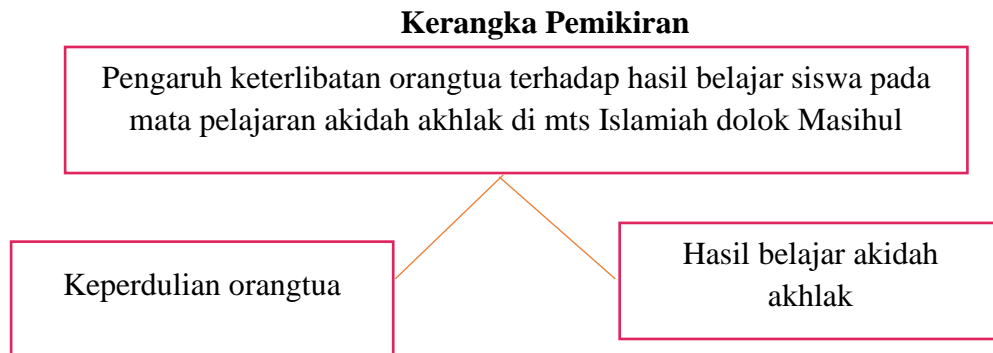 Kerangka Pemikiran
Pengaruh keterlibatan orangtua terhadap hasil belajar siswa pada
mata pelajaran akidah akhlak di mts Islamiah dolok Masihul
Keperdulian orangtua
Hasil belajar akidah
akhlak